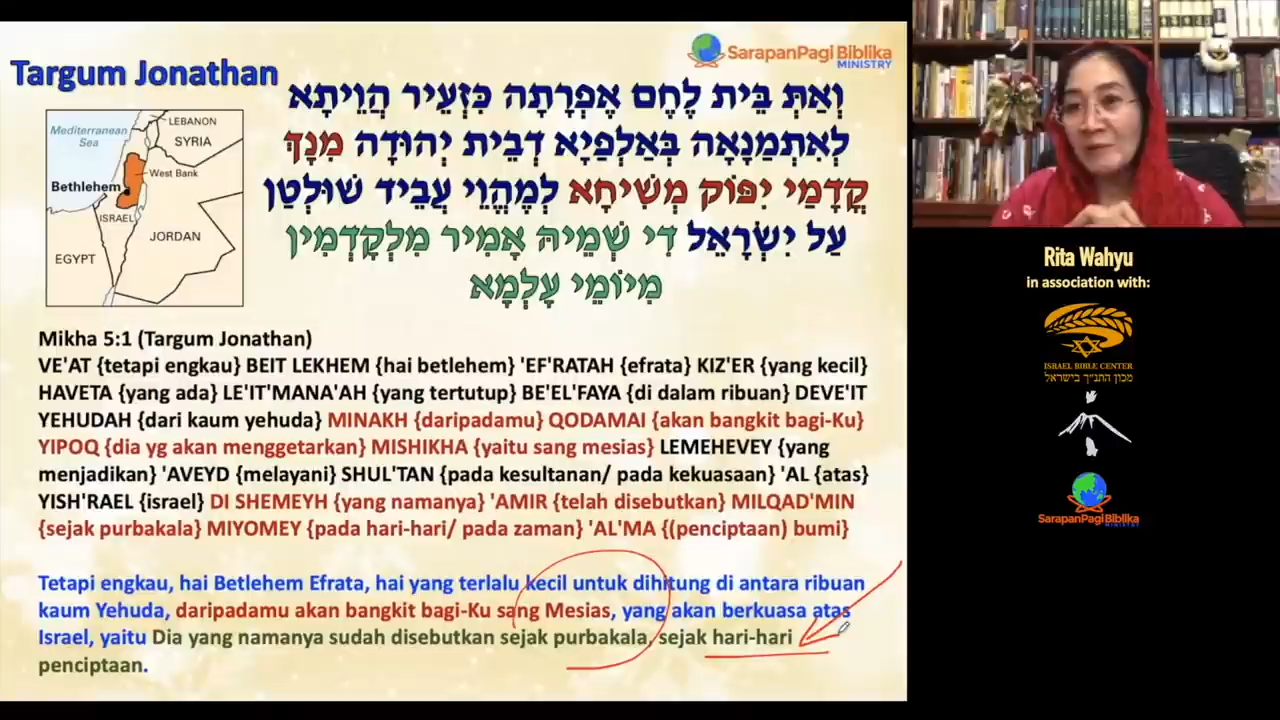 Targum Jonathan
SarapanPagi Biblika
MINISTRY
Mediterranean
Sea
LEBANON
SYRIA
West Bank
Bethlehem
ISRAEL
JORDAN
EGYPT
וְאַתְּ בֵּית לֶחֶם אֶפְרָתָה כִּזְעֵיר הֲוֵיתָא
לְאִתְמַנָאָה בְּאַלְפַיָא דְבֵית יְהוּדָה מִנָךְ
קֳדָמַי יִפּוֹק מְשִׁיחָא לְמֶהֱוֵי עֲבֵיד שׁוּלְטַן
עַל יִשְׂרָאֵל דִי שְׁמֵיהּ אָמִיר מִלְקָדְמִין
מִיוֹמֵי עָלְמָא
Mikha 5:1 (Targum Jonathan)
VE'AT {tetapi engkau} BEIT LEKHEM {hai betlehem} 'EF'RATAH {efrata} KIZ'ER {yang kecil}
HAVETA {yang ada} LE'IT'MANA'AH {yang tertutup} BE'EL'FAYA {di dalam ribuan} DEVE'IT
YEHUDAH {dari kaum yehuda} MINAKH {daripadamu} QODAMAI {akan bangkit bagi-Ku}
YIPOQ {dia yg akan menggetarkan} MISHIKHA {yaitu sang mesias} LEMEHEVEY {yang
menjadikan} 'AVEYD {melayani} SHUL'TAN {pada kesultanan/ pada kekuasaan} 'AL {atas}
YISH'RAEL {israel} DI SHEMEYH {yang namanya} 'AMIR {telah disebutkan} MILQAD'MIN
{sejak purbakala} MIYOMEY {pada hari-hari/ pada zaman} 'AL'MA {(penciptaan) bumi}
Tetapi engkau, hai Betlehem Efrata, hai yang terlalu kecil untuk dihitung di antara ribuan
kaum Yehuda, daripadamu akan bangkit bagi-Ku sang Mesias, yang akan berkuasa atas
Israel, yaitu Dia yang namanya sudah disebutkan sejak purbakala, sejak hari-hari
penciptaan.
Rita Wahyu
in association with:
ISRAEL BIBLE CENTER
מכון התנ״ך בישראל
SarapanPagi Biblika
MINISTRY